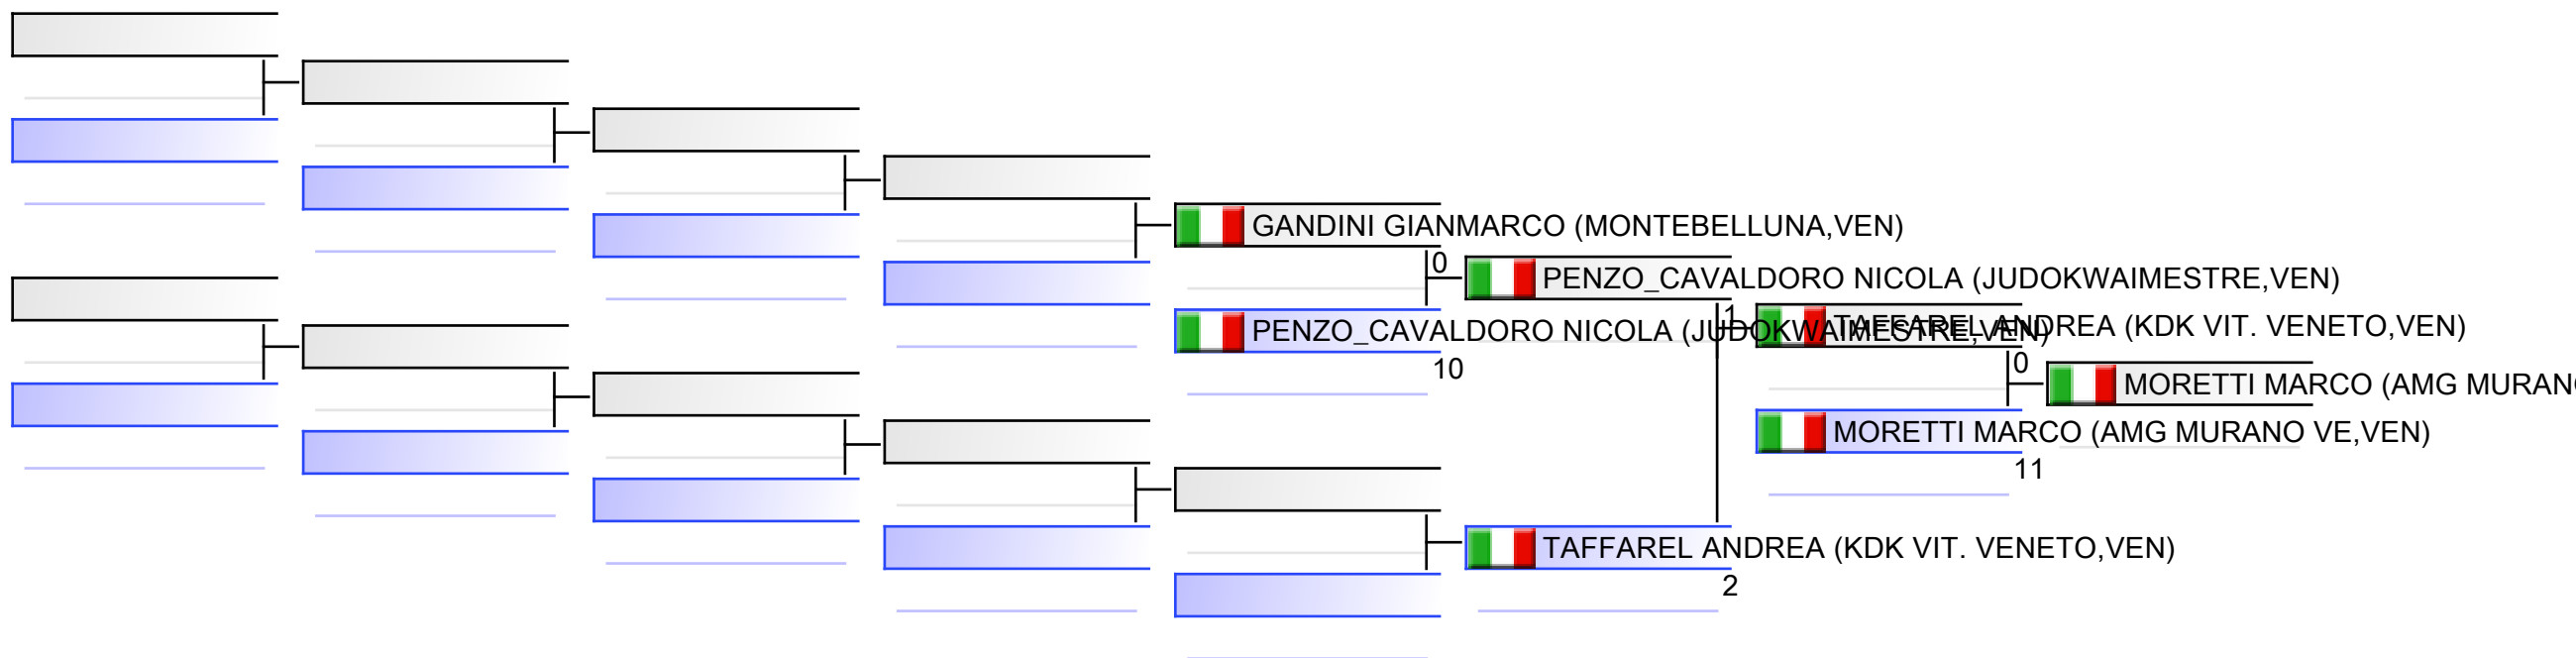 GANDINI GIANMARCO (MONTEBELLUNA,VEN)
0
PENZO_CAVALDORO NICOLA (JUDOKWAIMESTRE,VEN)
PENZO_CAVALDORO NICOLA (JUDOKWAIMESTRE,VEN)
10
1
TAFFAREL ANDREA (KDK VIT. VENETO,VEN)
0
MORETTI MARCO (AMG MURANO
MORETTI MARCO (AMG MURANO VE,VEN)
11
TAFFAREL ANDREA (KDK VIT. VENETO,VEN)
2